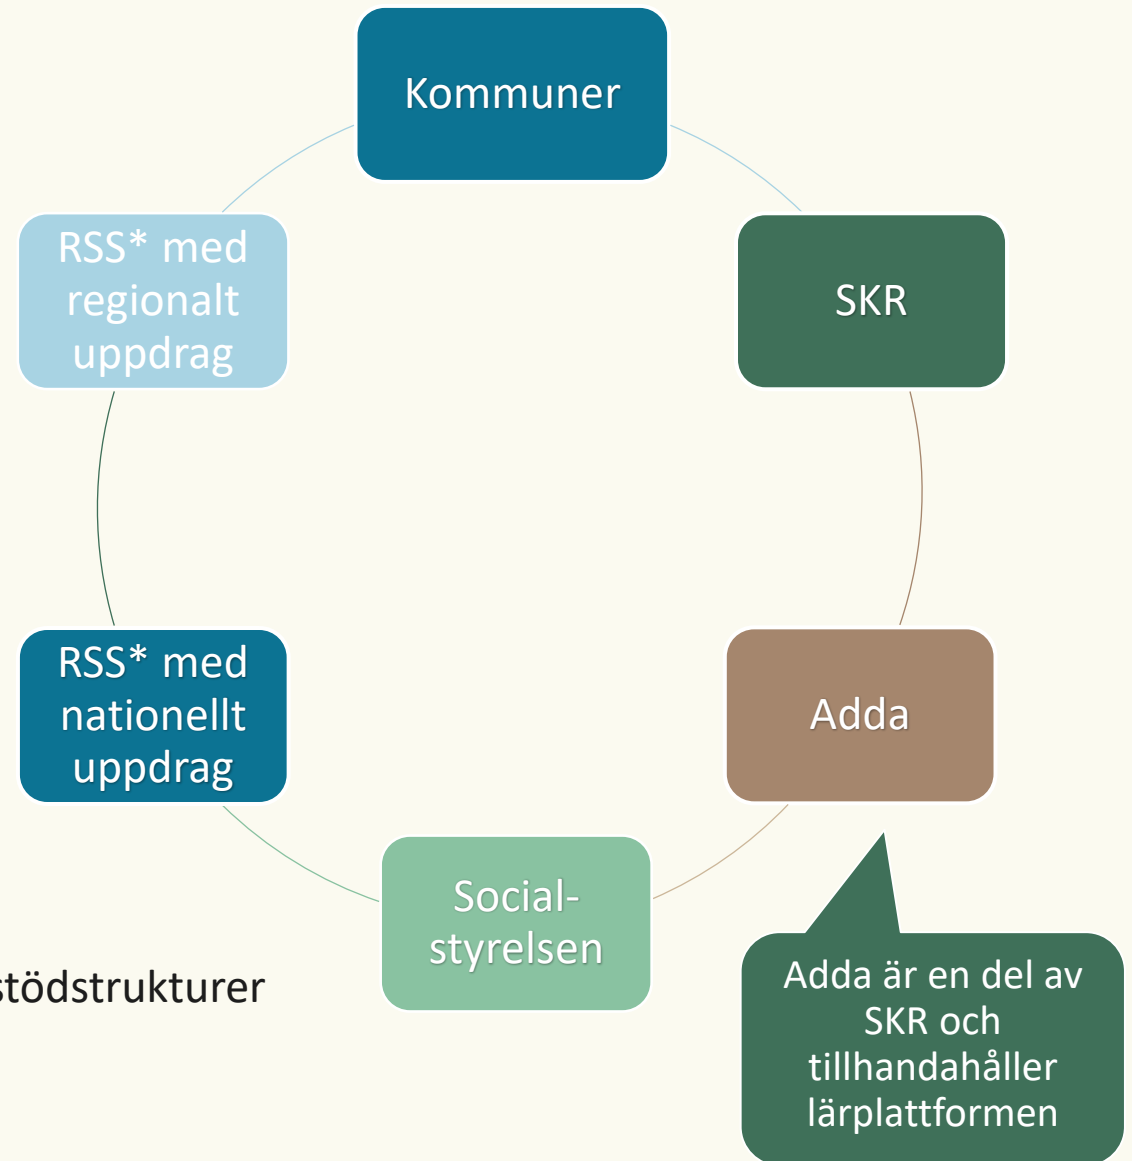 Kommuner
RSS* med
regionalt
uppdrag
SKR
RSS* med
nationellt
uppdrag
Adda
Social-
styrelsen
stödstrukturer
Adda är en del av
SKR och
tillhandahåller
lärplattformen